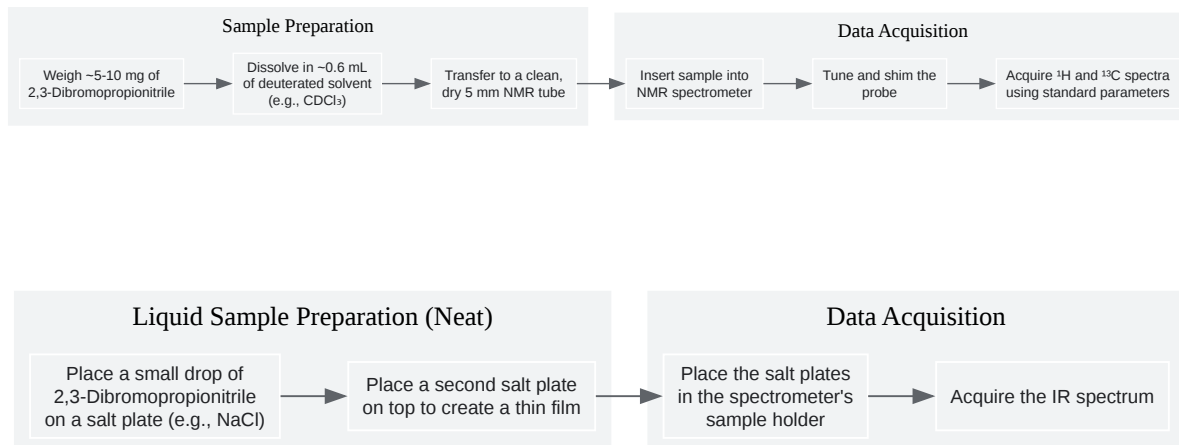 Sample Preparation
Weigh ~5-10 mg of
2,3-Dibromopropionitrile
Dissolve in ~0.6 mL
of deuterated solvent
(e.g., CDCl₃)
Transfer to a clean,
dry 5 mm NMR tube
Data Acquisition
Insert sample into
NMR spectrometer
Tune and shim the
probe
Acquire ¹H and ¹³C spectra
using standard parameters
Liquid Sample Preparation (Neat)
Place a small drop of
2,3-Dibromopropionitrile
on a salt plate (e.g., NaCl)
Place a second salt plate
on top to create a thin film
Data Acquisition
Place the salt plates
in the spectrometer's
sample holder
Acquire the IR spectrum